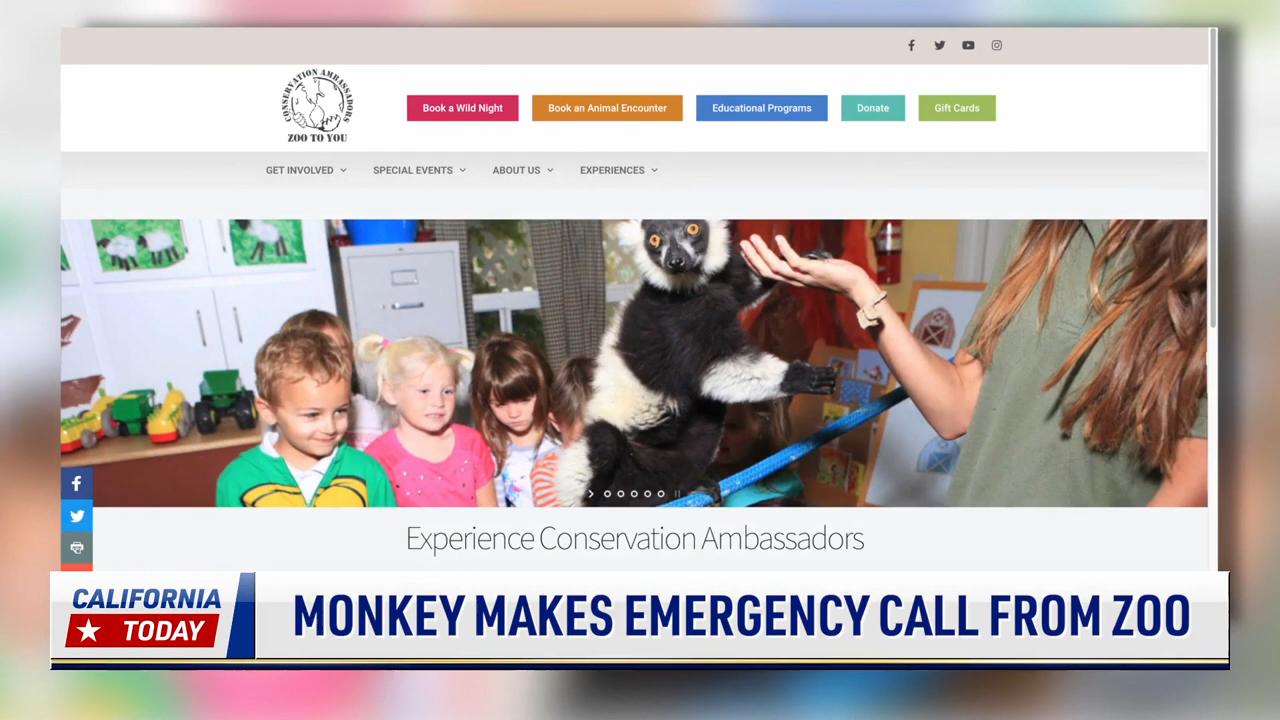 CONSERVATION AMBASSADORS
ZOO TO YOU
Book a Wild Night
Book an Animal Encounter
Educational Programs
Donate
Gift Cards
GET INVOLVED
SPECIAL EVENTS
ABOUT US
EXPERIENCES
Experience Conservation Ambassadors
CALIFORNIA
TODAY
MONKEY MAKES EMERGENCY CALL FROM ZOO